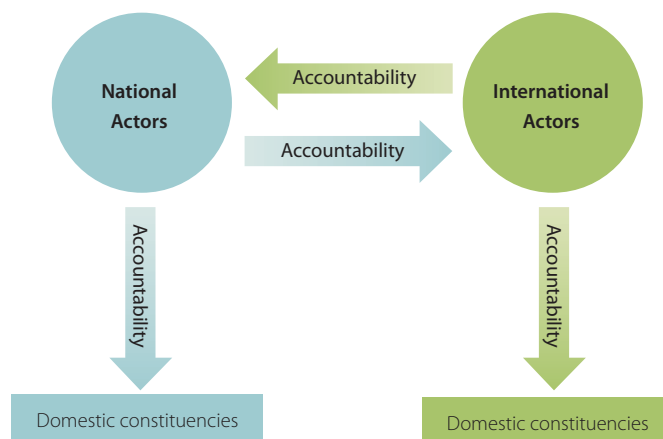 National
Actors
Accountability
International
Actors
Accountability
Accountability
Accountability
Domestic constituencies
Domestic constituencies